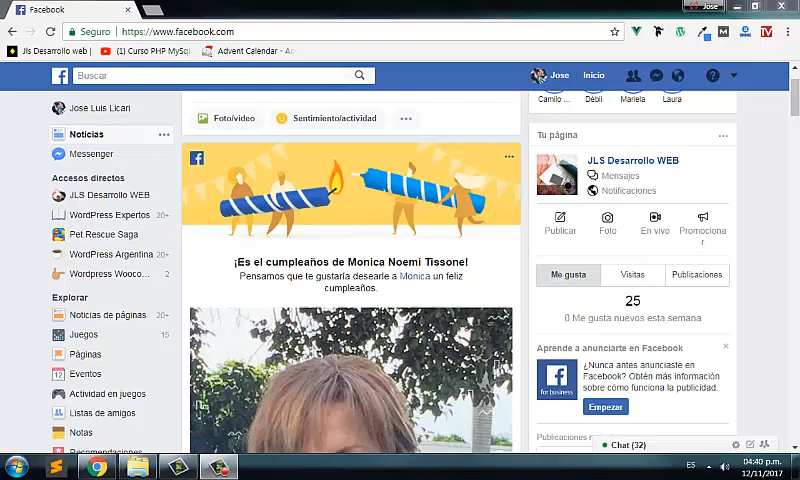 Facebook
Jose
Seguro
https://www.facebook.com
Jls Desarrollo web |
(1) Curso PHP MySql
Advent Calendar - Ac
Buscar
Jose
Inicio
Jose Luis Licari
Noticias
Messenger
Accesos directos
JLS Desarrollo WEB
WordPress Expertos 20+
Pet Rescue Saga
WordPress Argentina 20+
Wordpress Wooco... 2
Explorar
Noticias de páginas 20+
Juegos 15
Páginas
Eventos
Actividad en juegos
Listas de amigos
Notas
Recomendaciones
Foto/video
Sentimiento/actividad
¡Es el cumpleaños de Monica Noemi Tissone!
Pensamos que te gustaría desearle a Monica un feliz
cumpleaños.
Camilo ...
Débli
Mariela
Laura
Tu página
JLS Desarrollo WEB
Mensajes
Notificaciones
Publicar
Foto
En vivo
Promociona
r
Me gusta
Visitas
Publicaciones
25
0 Me gusta nuevos esta semana
Aprende a anunciarte en Facebook
¿Nunca antes anunciaste en
Facebook? Obtén más información
sobre cómo funciona la publicidad.
for business
Empezar
Publicaciones
Chat (32)
ES
04:40 p.m.
12/11/2017